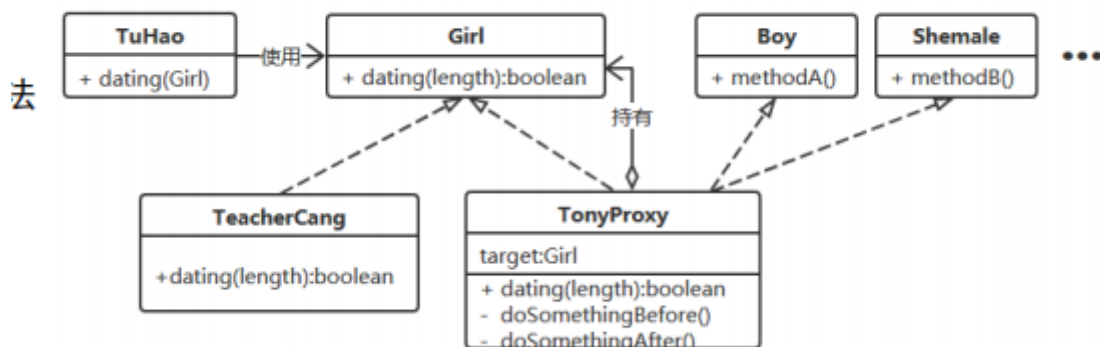 TuHao
+ dating(Girl)
使用
Girl
+ dating(length):boolean
Boy
+ methodA()
Shemale
+ methodB()
•••
法
持有
TeacherCang
+dating(length):boolean
TonyProxy
target:Girl
+ dating(length):boolean
- doSomethingBefore()
- doSomethingAfter()